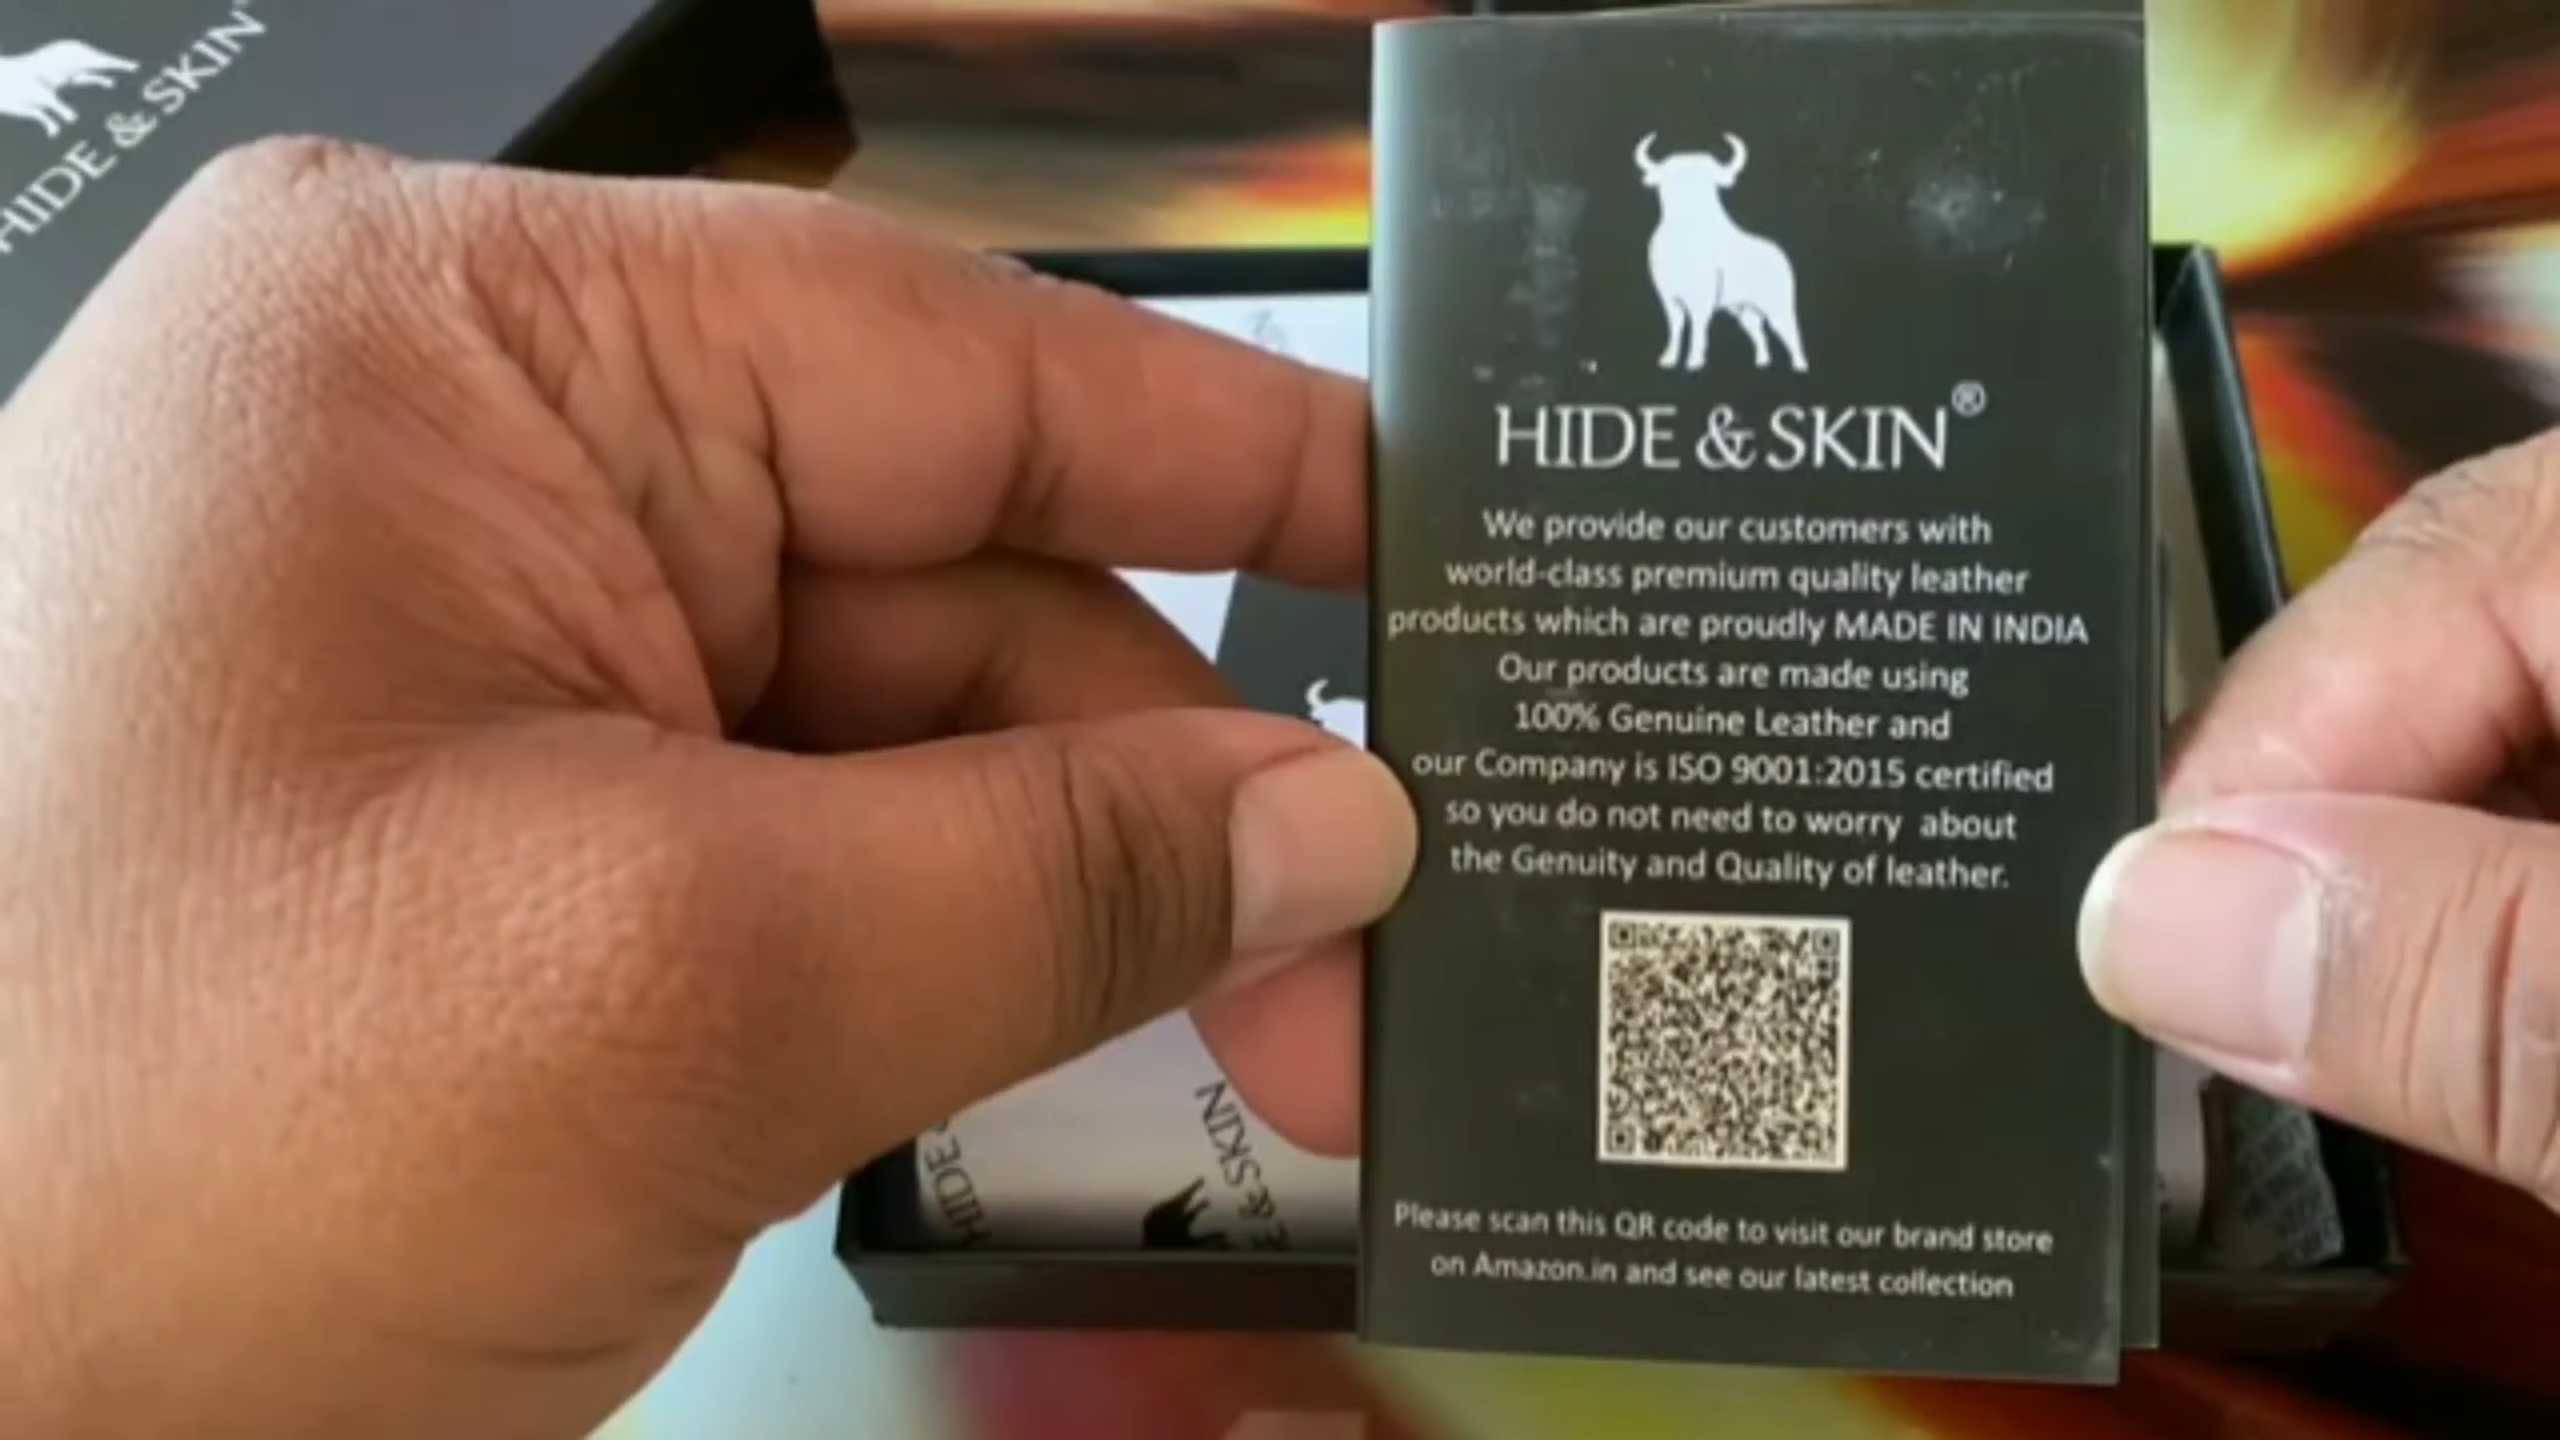 HIDE & SKIN
HIDE & SKIN®
We provide our customers with
world-class premium quality leather
products which are proudly MADE IN INDIA
Our products are made using
100% Genuine Leather and
our Company is ISO 9001:2015 certified
so you do not need to worry about
the Genuity and Quality of leather.
Please scan this QR code to visit our brand store
on Amazon.in and see our latest collection
HIDE &
E & SKIN